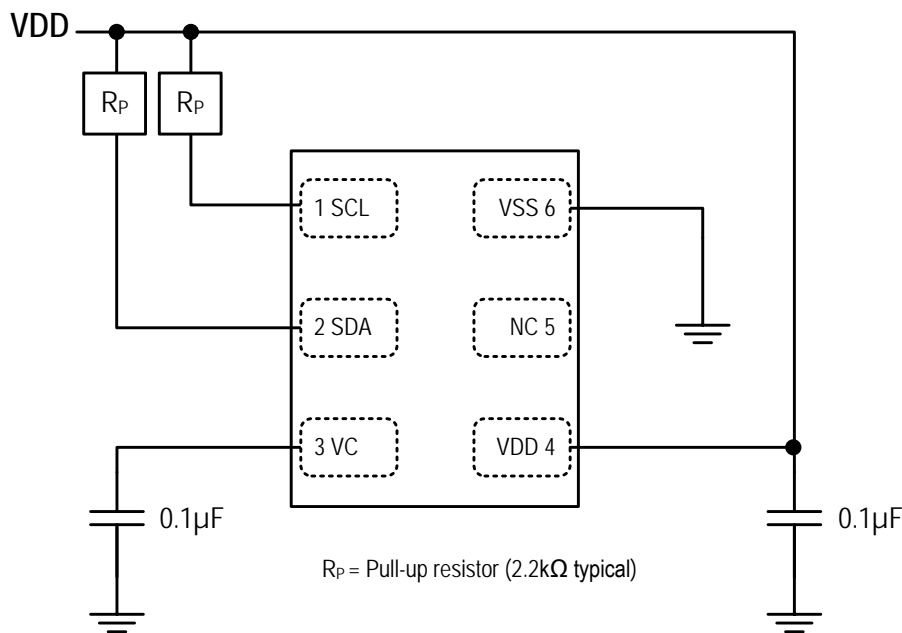 VDD
RP RP
1 SCL VSS 6
2 SDA NC 5
3 VC VDD 4
0.1µF 0.1µF
RP = Pull-up resistor (2.2kΩ typical)